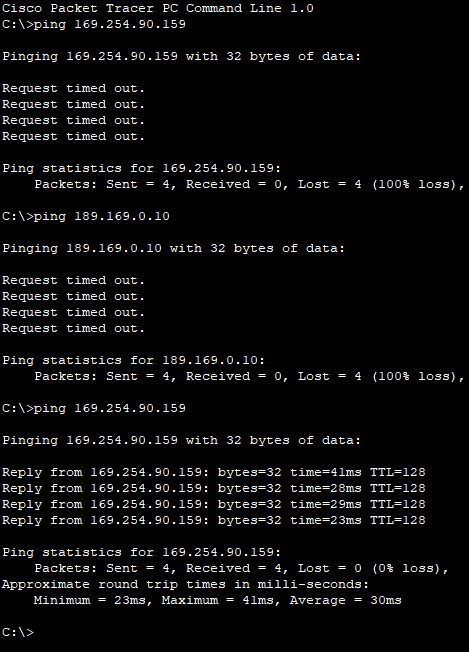 Cisco Packet Tracer PC Command Line 1.0
C:\>ping 169.254.90.159
Pinging 169.254.90.159 with 32 bytes of data:
Request timed out.
Request timed out.
Request timed out.
Request timed out.
Ping statistics for 169.254.90.159:
    Packets: Sent = 4, Received = 0, Lost = 4 (100% loss),
C:\>ping 189.169.0.10
Pinging 189.169.0.10 with 32 bytes of data:
Request timed out.
Request timed out.
Request timed out.
Request timed out.
Ping statistics for 189.169.0.10:
    Packets: Sent = 4, Received = 0, Lost = 4 (100% loss),
C:\>ping 169.254.90.159
Pinging 169.254.90.159 with 32 bytes of data:
Reply from 169.254.90.159: bytes=32 time=41ms TTL=128
Reply from 169.254.90.159: bytes=32 time=28ms TTL=128
Reply from 169.254.90.159: bytes=32 time=29ms TTL=128
Reply from 169.254.90.159: bytes=32 time=23ms TTL=128
Ping statistics for 169.254.90.159:
    Packets: Sent = 4, Received = 4, Lost = 0 (0% loss),
Approximate round trip times in milli-seconds:
    Minimum = 23ms, Maximum = 41ms, Average = 30ms
C:\>